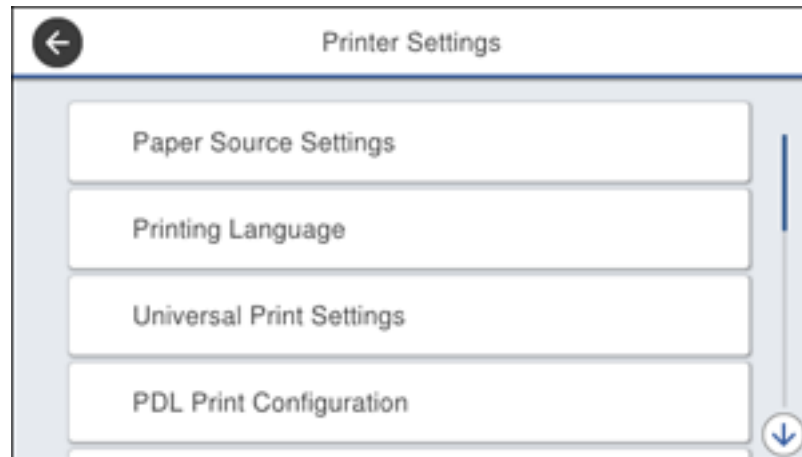 Printer Settings
Paper Source Settings
Printing Language
Universal Print Settings
PDL Print Configuration